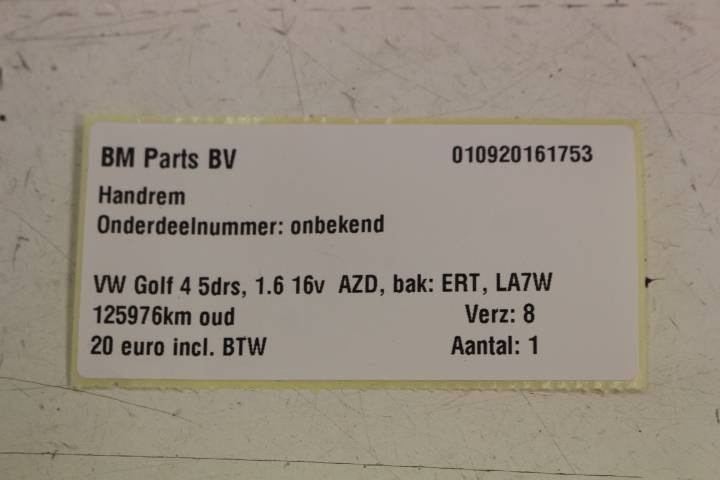 BM Parts BV 010920161753
Handrem
Onderdeelnummer: onbekend
VW Golf 4 5drs, 1.6 16v AZD, bak: ERT, LA7W
125976km oud Verz: 8
20 euro incl. BTW Aantal: 1